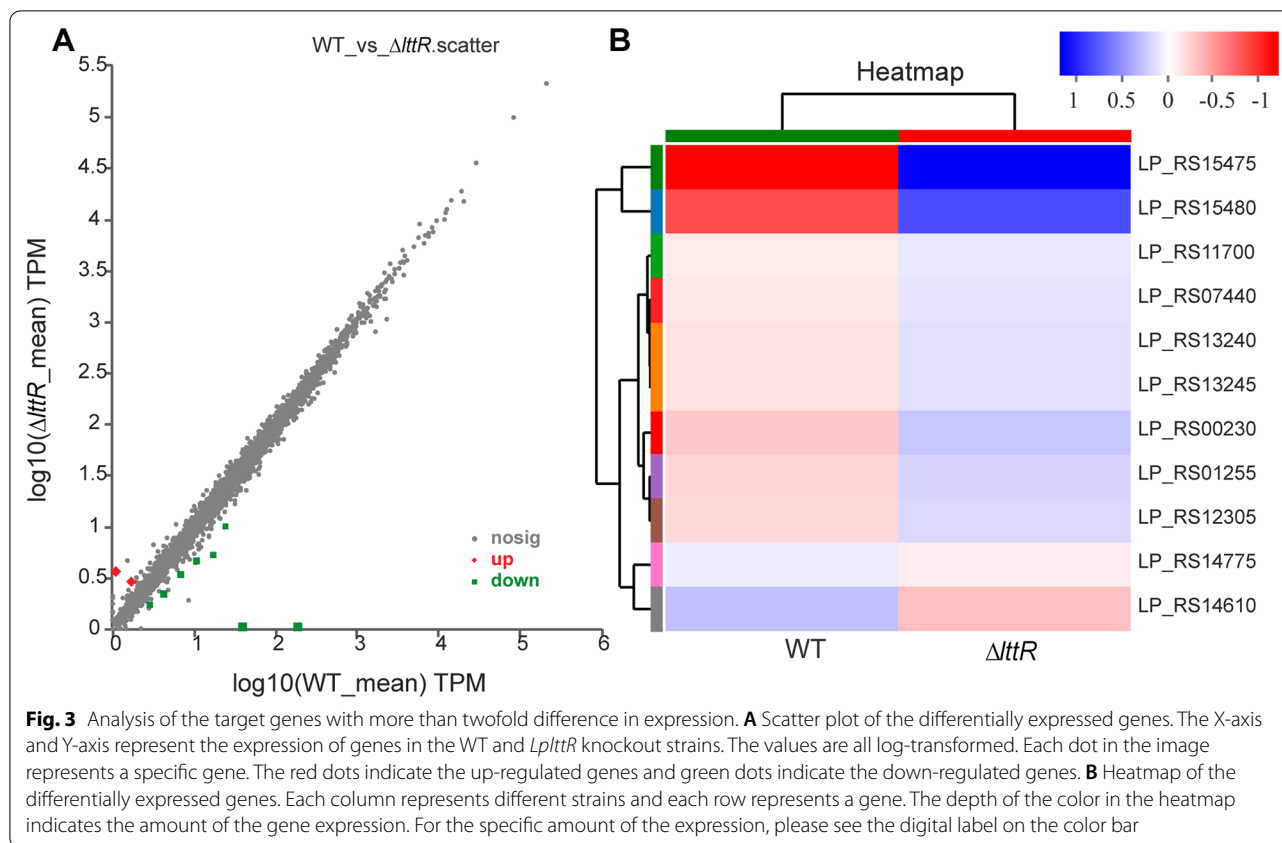 A
WT_vs_ΔlttR.scatter
5.5
5
4.5
4
3.5
3
2.5
2
1.5
1
0.5
0
0
1
2
3
4
5
6
log10(ΔlttR_mean) TPM
log10(WT_mean) TPM
nosig
up
down
B
Heatmap
1 0.5 0 -0.5 -1
LP_RS15475
LP_RS15480
LP_RS11700
LP_RS07440
LP_RS13240
LP_RS13245
LP_RS00230
LP_RS01255
LP_RS12305
LP_RS14775
LP_RS14610
WT ΔlttR
Fig. 3 Analysis of the target genes with more than twofold difference in expression. A Scatter plot of the differentially expressed genes. The X-axis
and Y-axis represent the expression of genes in the WT and LplttR knockout strains. The values are all log-transformed. Each dot in the image
represents a specific gene. The red dots indicate the up-regulated genes and green dots indicate the down-regulated genes. B Heatmap of the
differentially expressed genes. Each column represents different strains and each row represents a gene. The depth of the color in the heatmap
indicates the amount of the gene expression. For the specific amount of the expression, please see the digital label on the color bar